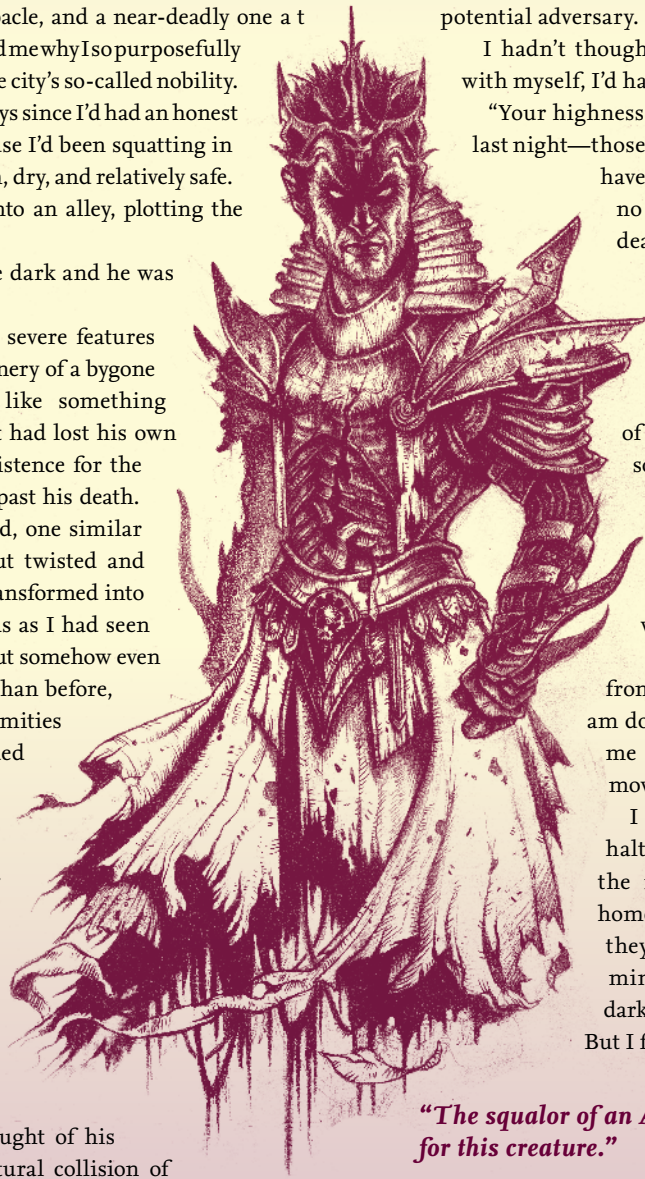 acle, and a near-deadly one a t
d me why I so purposefully
e city's so-called nobility.
ys since I'd had an honest
se I'd been squatting in
, dry, and relatively safe.
nto an alley, plotting the
e dark and he was
severe features
nery of a bygone
like something
t had lost his own
istence for the
past his death.
d, one similar
ut twisted and
ansformed into
s as I had seen
ut somehow even
han before,
mities
ed
ught of his
tural collision of
potential adversary.
I hadn't though
with myself, I'd ha
“Your highness
last night—those
have
no
dea
of
se
fron
am do
me
mov
I
halt
the
home
they
min
dark
But I f
“The squalor of an A
for this creature.”